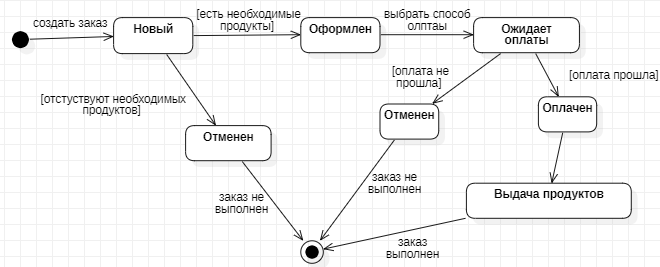 создать заказ
Новый
[есть необходимые
продукты]
Оформлен
выбрать способ
олптаы
Ожидает
оплаты
[отстуствуют необходимых
продуктов]
[оплата не
прошла]
[оплата прошла]
Отменен
Отменен
Оплачен
заказ не
выполнен
заказ не
выполнен
Выдача продуктов
заказ
выполнен